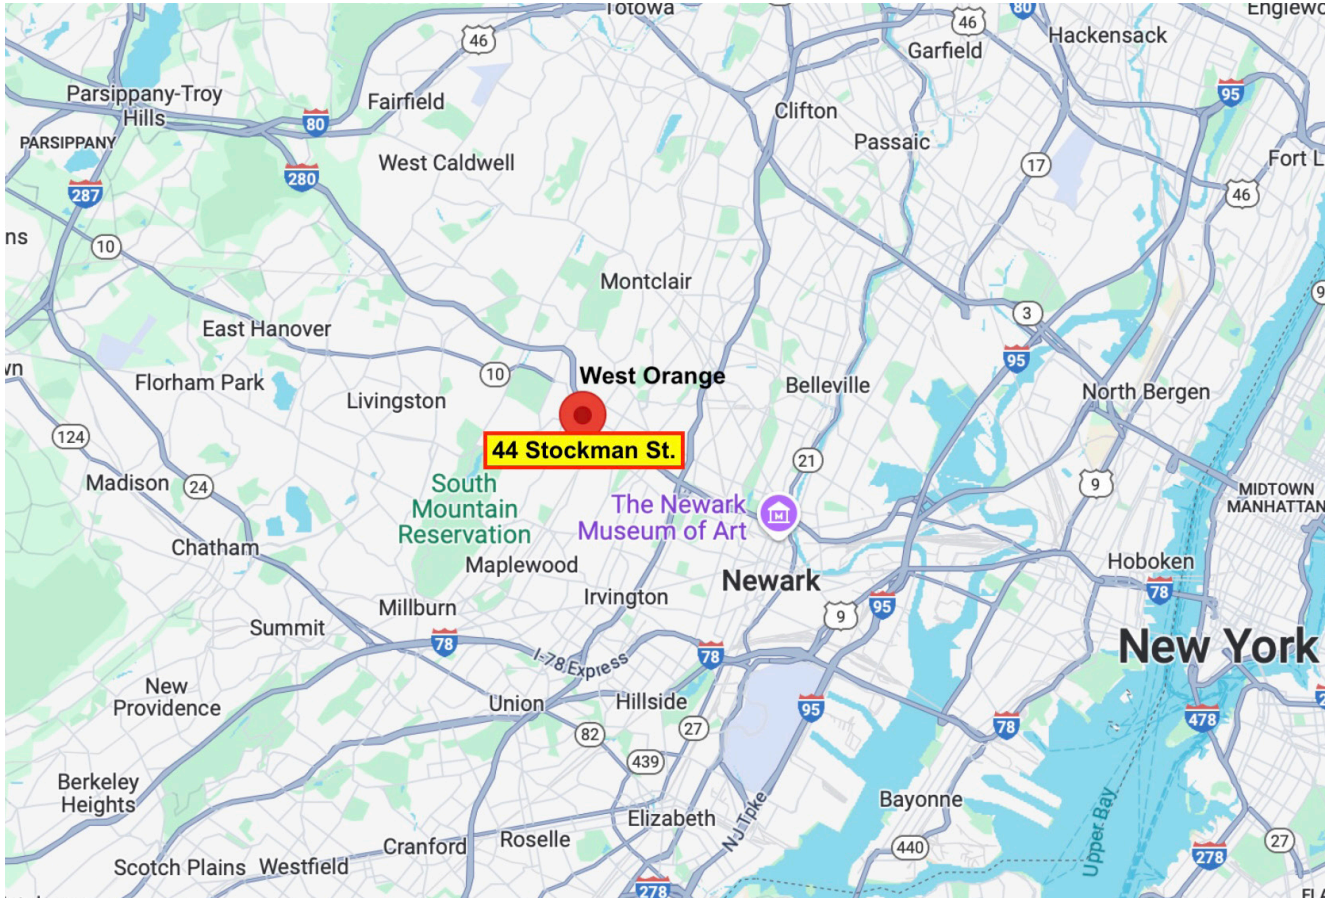 Totowa
46
80
Englewo
Garfield
Hackensack
46
Parsippany-Troy
Hills
Fairfield
95
80
Clifton
PARSIPPANY
West Caldwell
Passaic
Fort L
17
280
287
46
ns
10
Montclair
9
3
East Hanover
95
wn
10
West Orange
Florham Park
Belleville
North Bergen
Livingston
124
44 Stockman St.
21
Madison
24
South
Mountain
Reservation
9
MIDTOWN
MANHATTAN
The Newark
Museum of Art
Chatham
Maplewood
Hoboken
Newark
78
Irvington
95
9
Millburn
Summit
78
I-78 Express
78
New York
New
Providence
Union
Hillside
95
2
478
27
78
82
439
Berkeley
Heights
Bayonne
Elizabeth
NJ Tpke
Upper Bay
Roselle
Cranford
440
27
278
Scotch Plains
Westfield
278
FLA